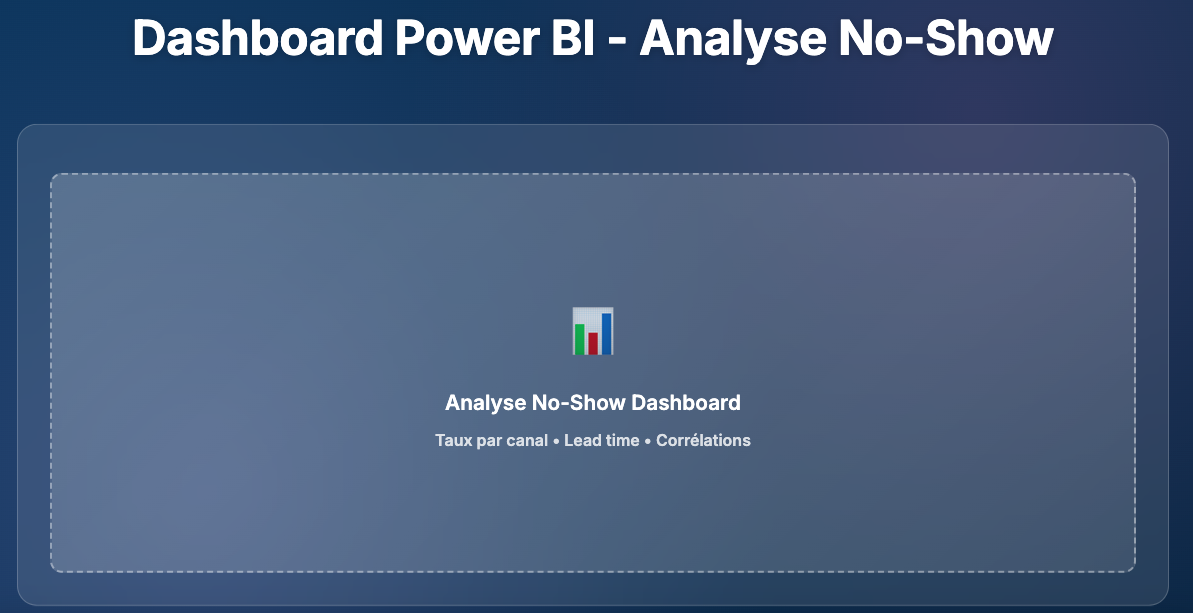 Dashboard Power BI - Analyse No-Show
Analyse No-Show Dashboard
Taux par canal • Lead time • Corrélations